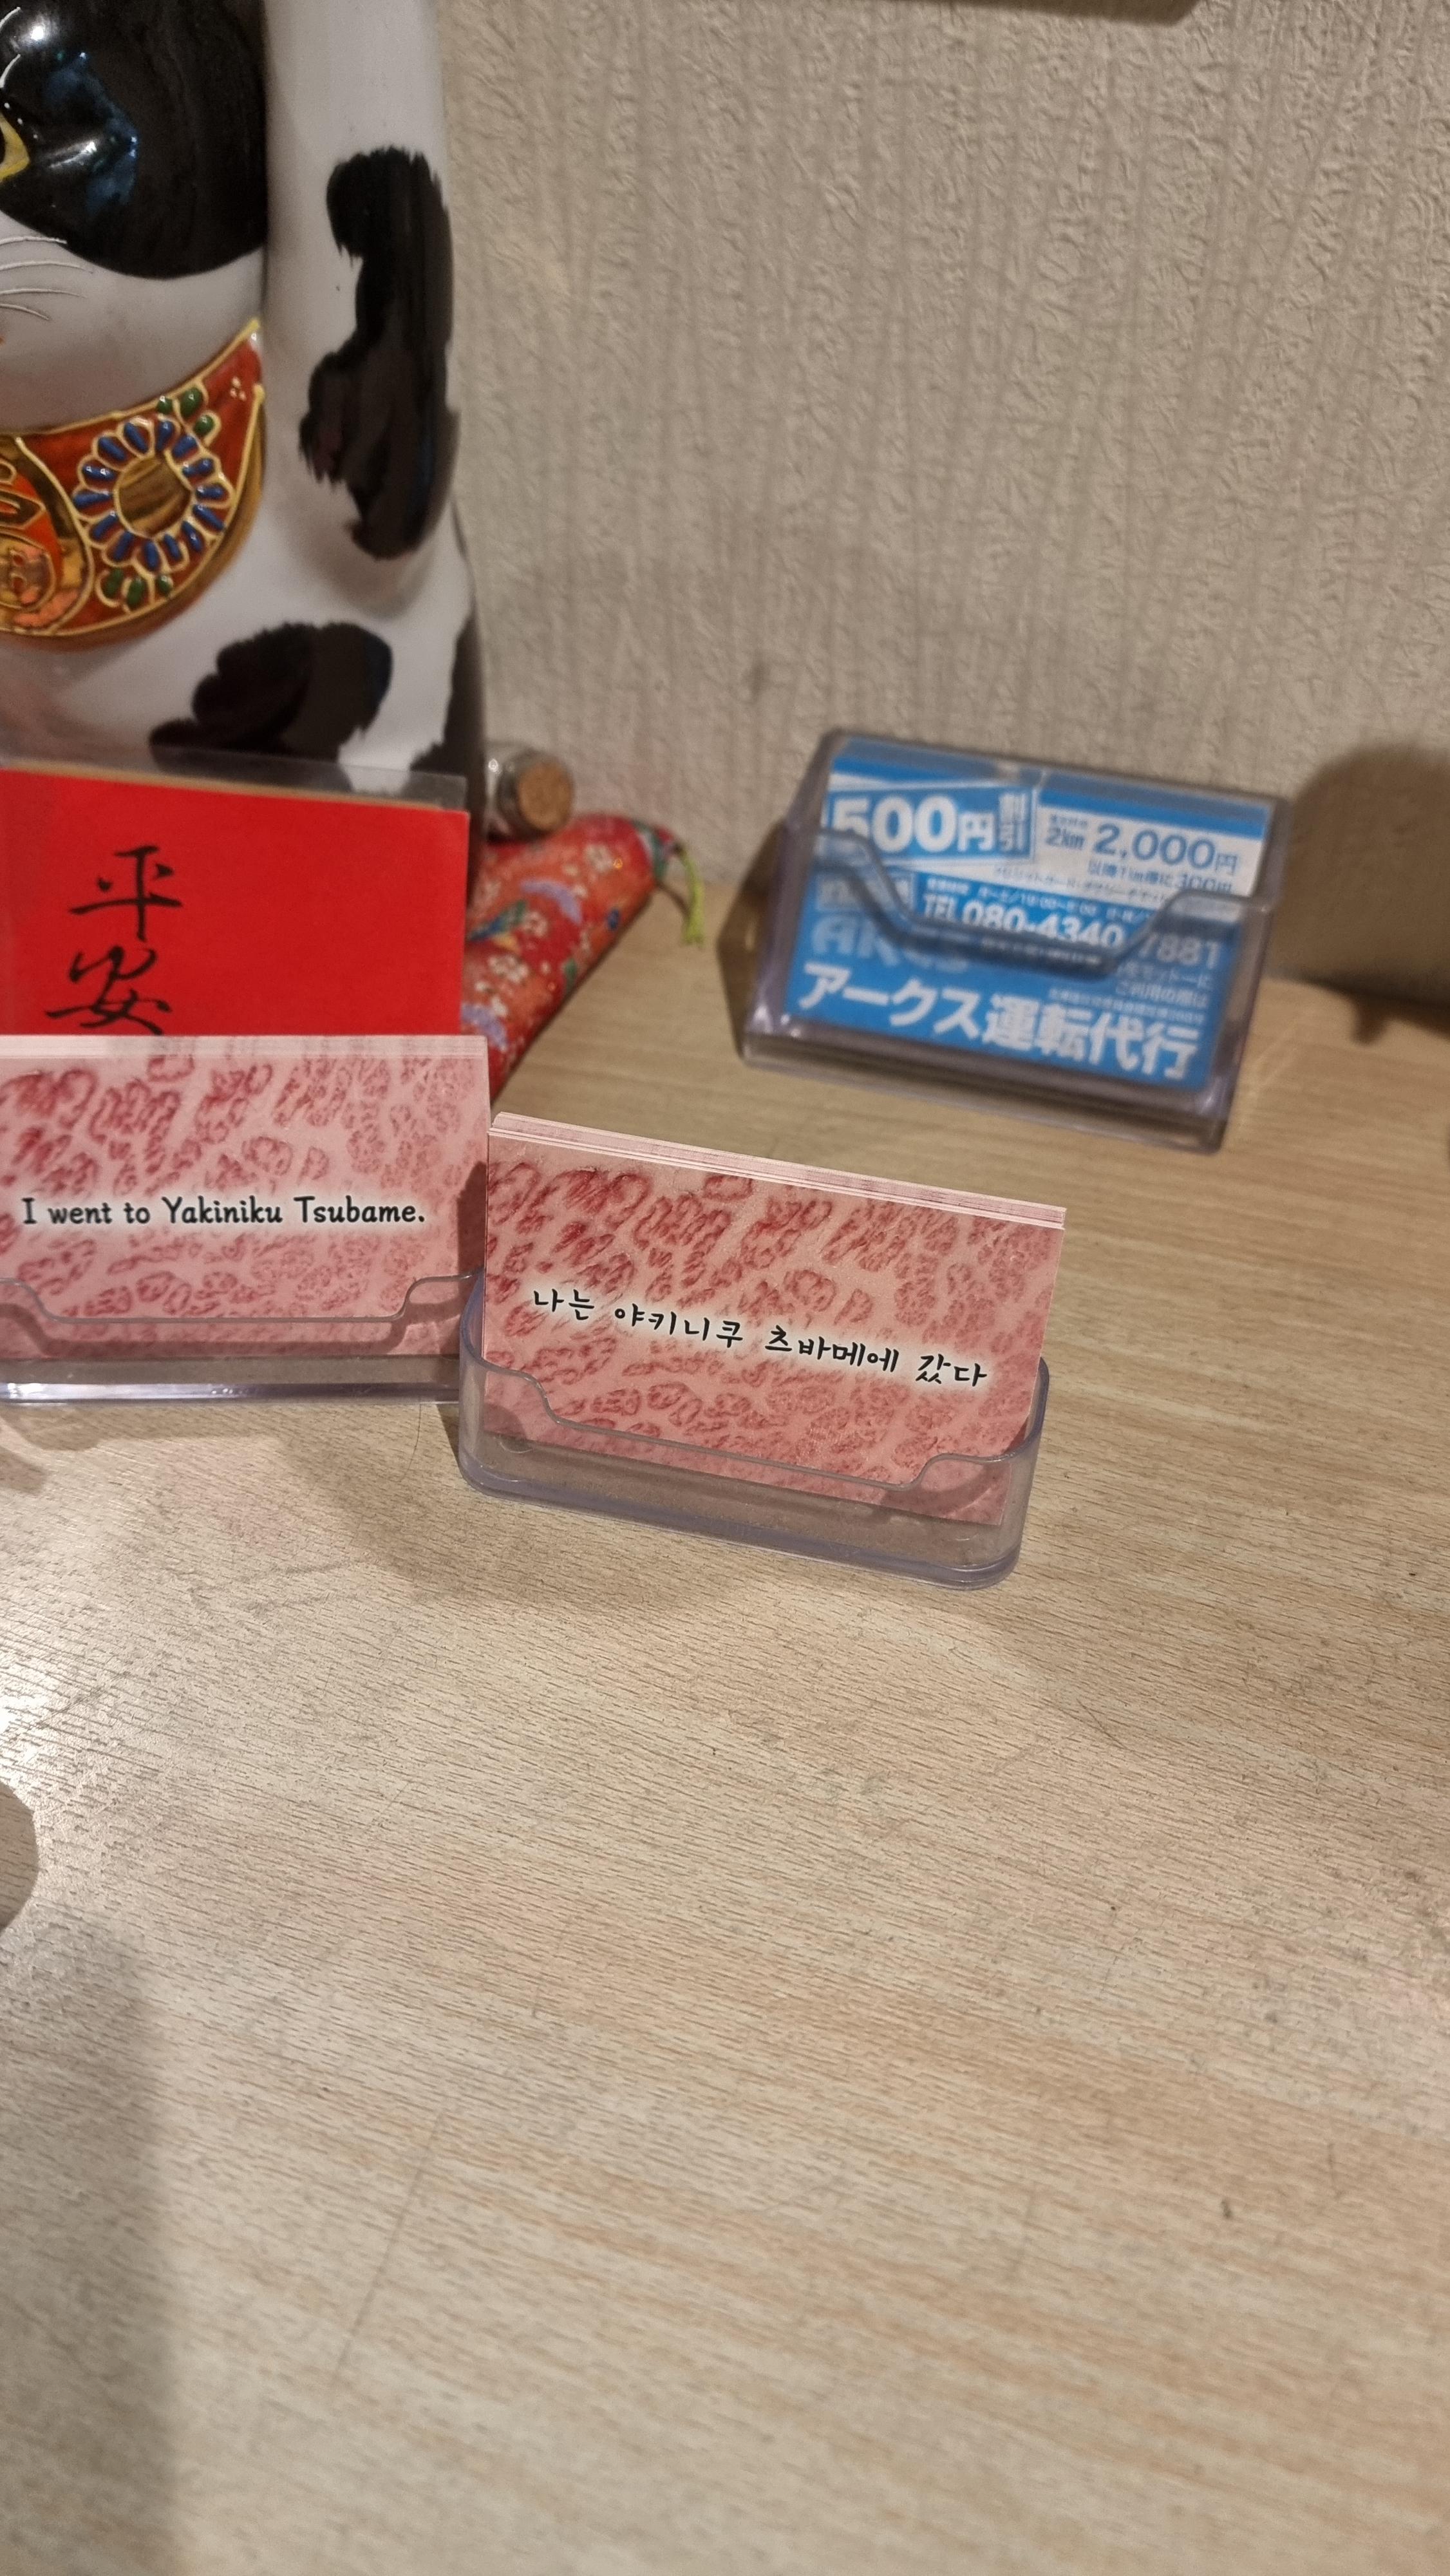 平
安
I went to Yakiniku Tsubame.
나는 야키니쿠 츠바메에 갔다
500円割引
2km 2,000円
TEL 080-4340
7881
ARCS
アークス運転代行